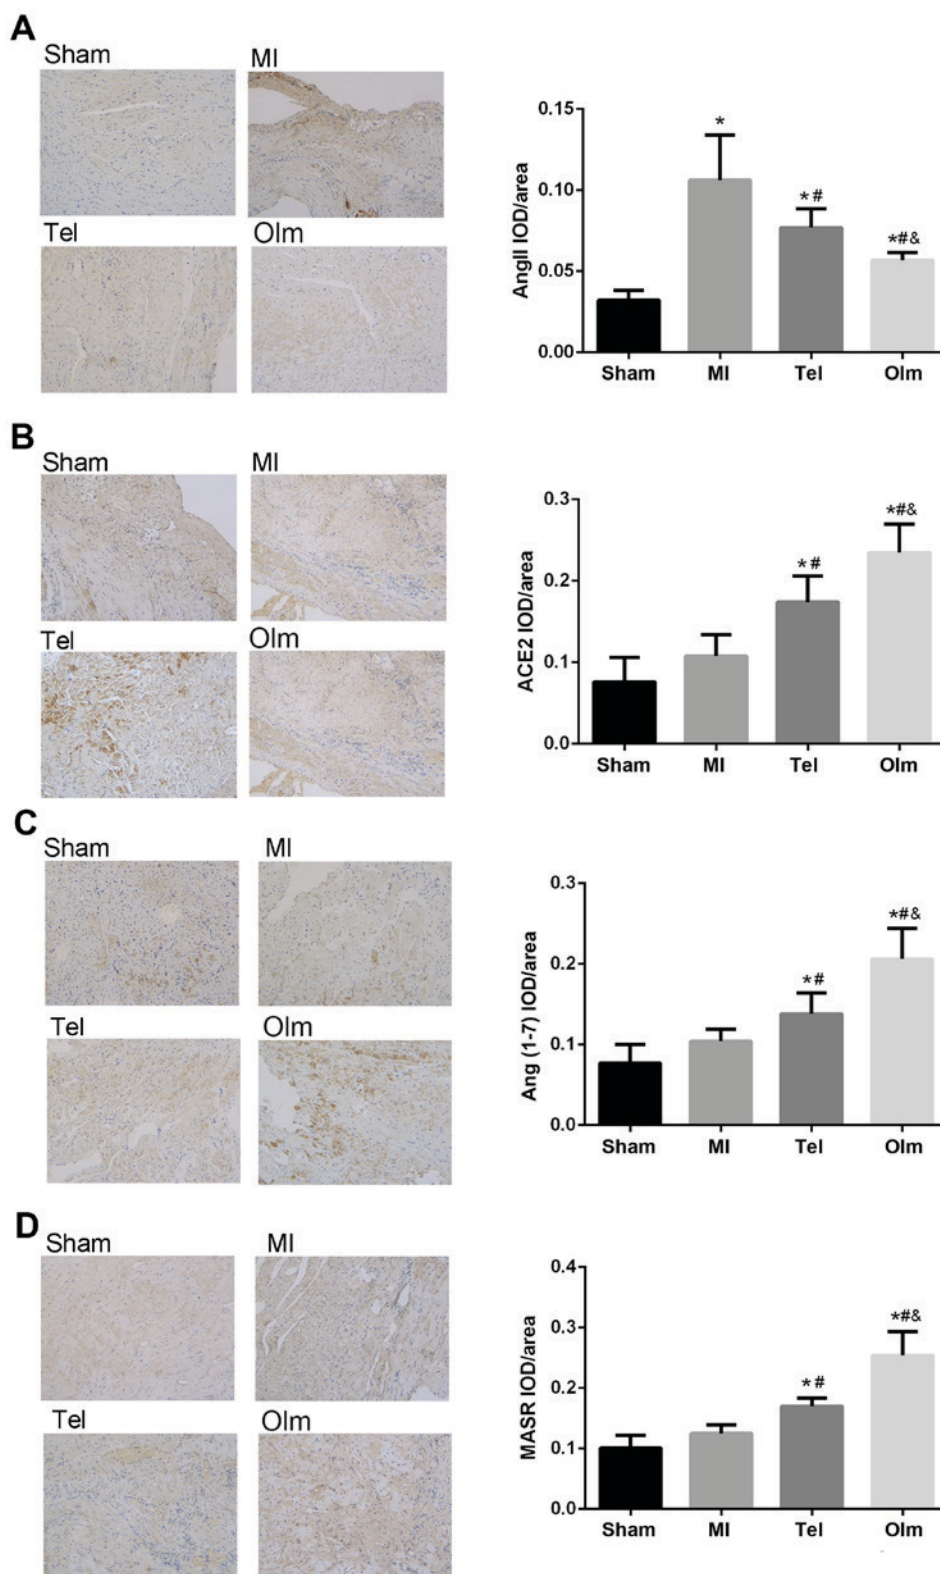 A
Sham MI
Tel Olm
AngII IOD/area
0.15
0.10
0.05
0.00
*
*#
*#&
Sham MI Tel Olm
B
Sham MI
Tel Olm
ACE2 IOD/area
0.3
0.2
0.1
0.0
*#
*#&
Sham MI Tel Olm
C
Sham MI
Tel Olm
Ang (1-7) IOD/area
0.3
0.2
0.1
0.0
*#
*#&
Sham MI Tel Olm
D
Sham MI
Tel Olm
MASR IOD/area
0.4
0.3
0.2
0.1
0.0
*#
*#&
Sham MI Tel Olm